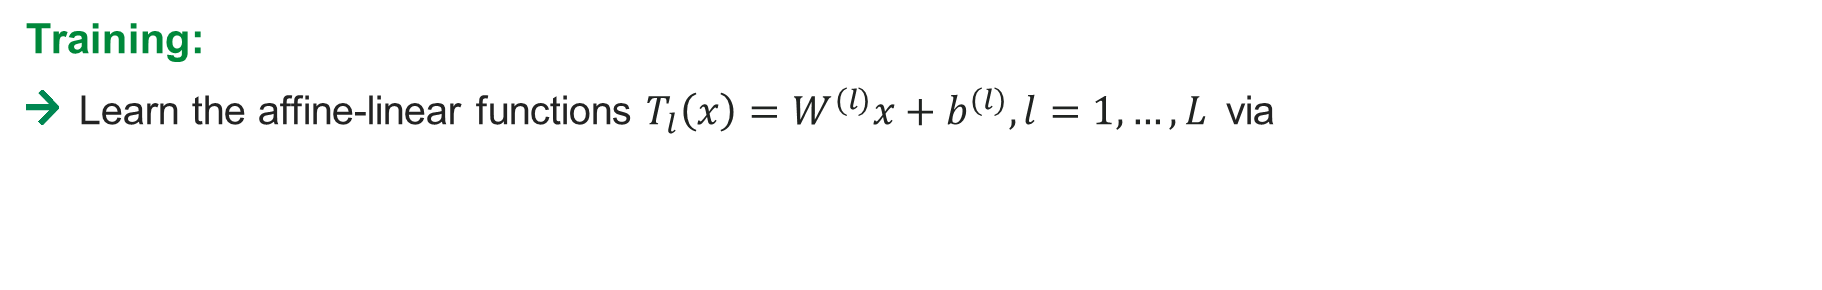 Training:
→ Learn the affine-linear functions T_l(x) = W^(l)x + b^(l), l = 1, … , L via